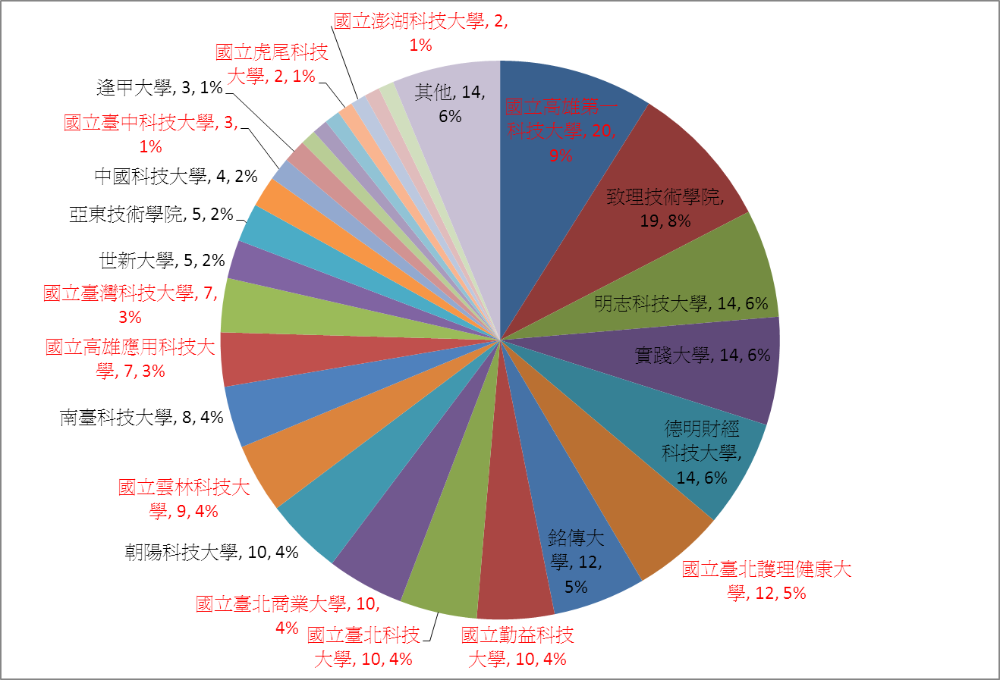 國立高雄第一
科技大學, 20,
9%
致理技術學院,
19, 8%
明志科技大學, 14, 6%
實踐大學, 14, 6%
德明財經
科技大學,
14, 6%
國立臺北護理健康大
學, 12, 5%
銘傳大
學, 12,
5%
國立勤益科技
大學, 10, 4%
國立臺北科技
大學, 10, 4%
國立臺北商業大學, 10,
4%
朝陽科技大學, 10, 4%
國立雲林科技大
學, 9, 4%
南臺科技大學, 8, 4%
國立高雄應用科技大
學, 7, 3%
國立臺灣科技大學, 7,
3%
世新大學, 5, 2%
亞東技術學院, 5, 2%
中國科技大學, 4, 2%
國立臺中科技大學, 3,
1%
逢甲大學, 3, 1%
國立虎尾科技
大學, 2, 1%
國立澎湖科技大學, 2,
1%
其他, 14,
6%